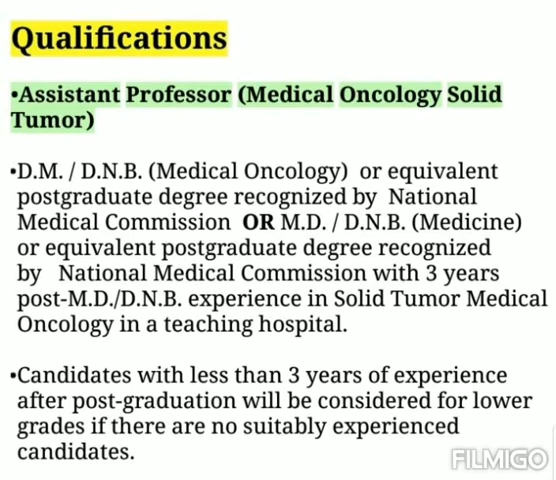 Qualifications
•Assistant Professor (Medical Oncology Solid
Tumor)
•D.M. / D.N.B. (Medical Oncology) or equivalent
postgraduate degree recognized by National
Medical Commission OR M.D. / D.N.B. (Medicine)
or equivalent postgraduate degree recognized
by National Medical Commission with 3 years
post-M.D./D.N.B. experience in Solid Tumor Medical
Oncology in a teaching hospital.
•Candidates with less than 3 years of experience
after post-graduation will be considered for lower
grades if there are no suitably experienced
candidates.
FILMIGO